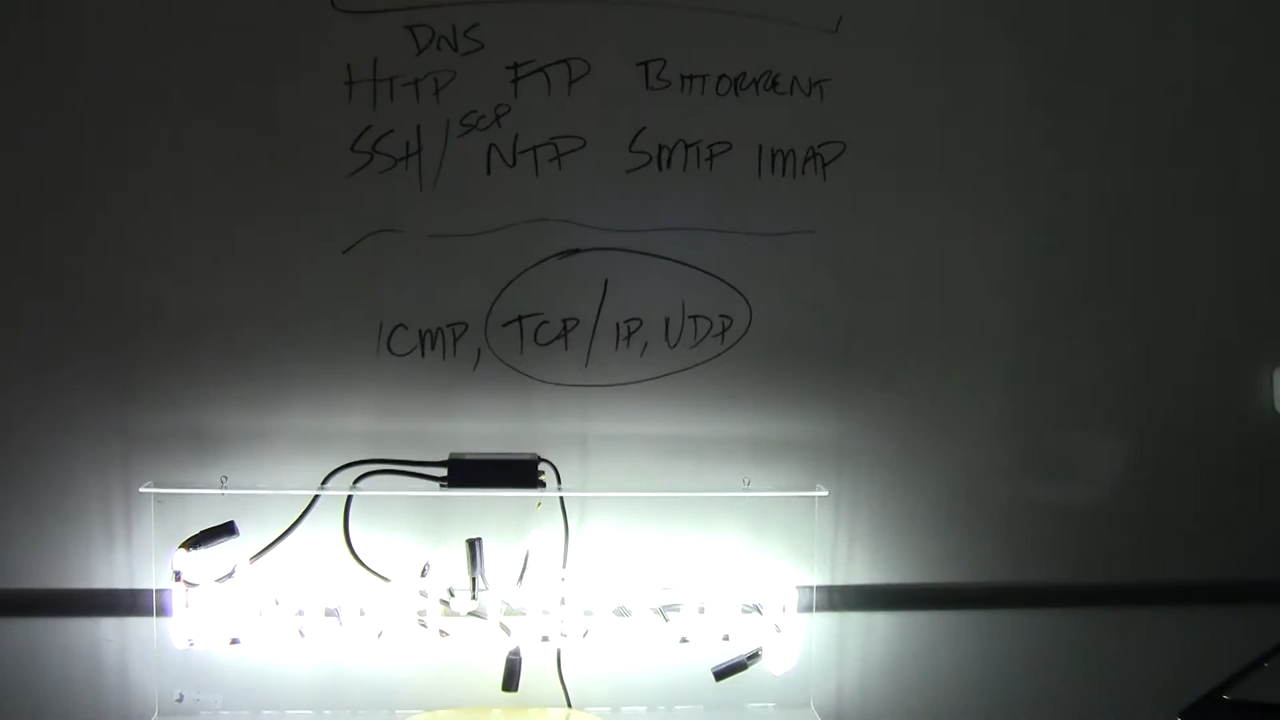 DNS
HTTP FTP BITTORRENT
SSH/SCP NTP SMTP IMAP
ICMP, TCP/IP, UDP